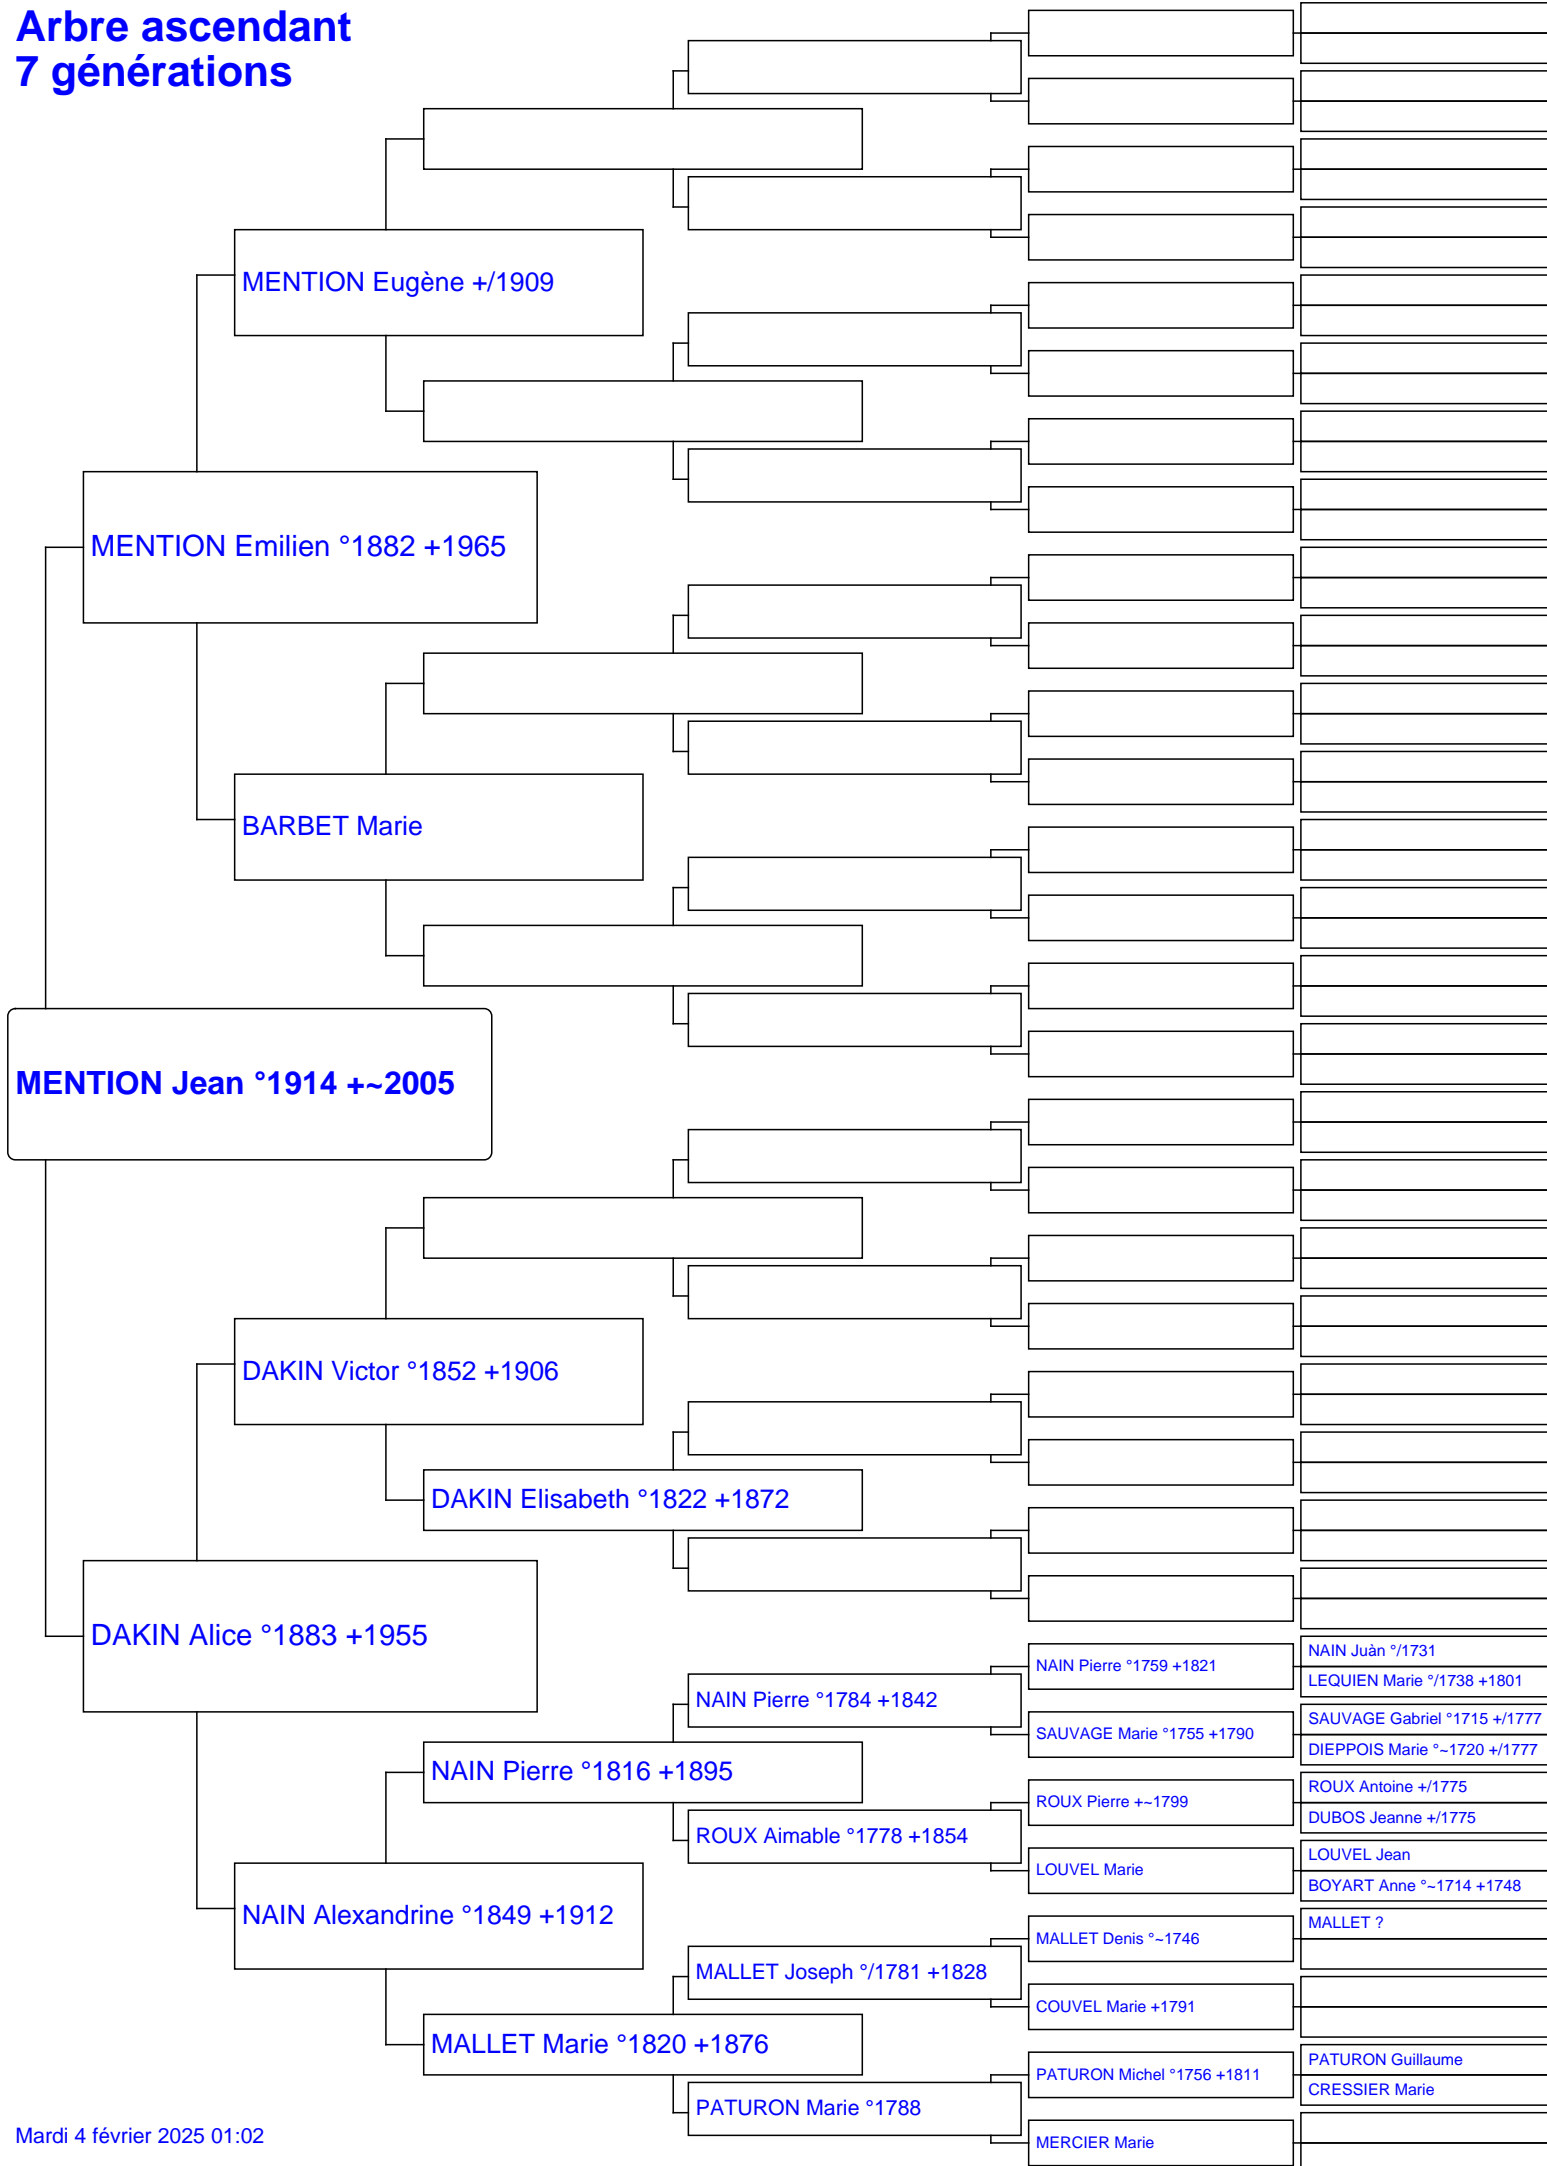 Arbre ascendant
7 générations
MENTION Eugène +/1909
MENTION Emilien °1882 +1965
BARBET Marie
MENTION Jean °1914 +~2005
DAKIN Victor °1852 +1906
DAKIN Elisabeth °1822 +1872
DAKIN Alice °1883 +1955
NAIN Juàn °/1731
NAIN Pierre °1759 +1821
LEQUIEN Marie °/1738 +1801
NAIN Pierre °1784 +1842
SAUVAGE Gabriel °1715 +/1777
SAUVAGE Marie °1755 +1790
DIEPPOIS Marie °~1720 +/1777
NAIN Pierre °1816 +1895
ROUX Antoine +/1775
ROUX Pierre +~1799
DUBOS Jeanne +/1775
ROUX Aimable °1778 +1854
LOUVEL Jean
LOUVEL Marie
BOYART Anne °~1714 +1748
NAIN Alexandrine °1849 +1912
MALLET ?
MALLET Denis °~1746
MALLET Joseph °/1781 +1828
COUVEL Marie +1791
MALLET Marie °1820 +1876
PATURON Guillaume
PATURON Michel °1756 +1811
CRESSIER Marie
PATURON Marie °1788
MERCIER Marie
Mardi 4 février 2025 01:02